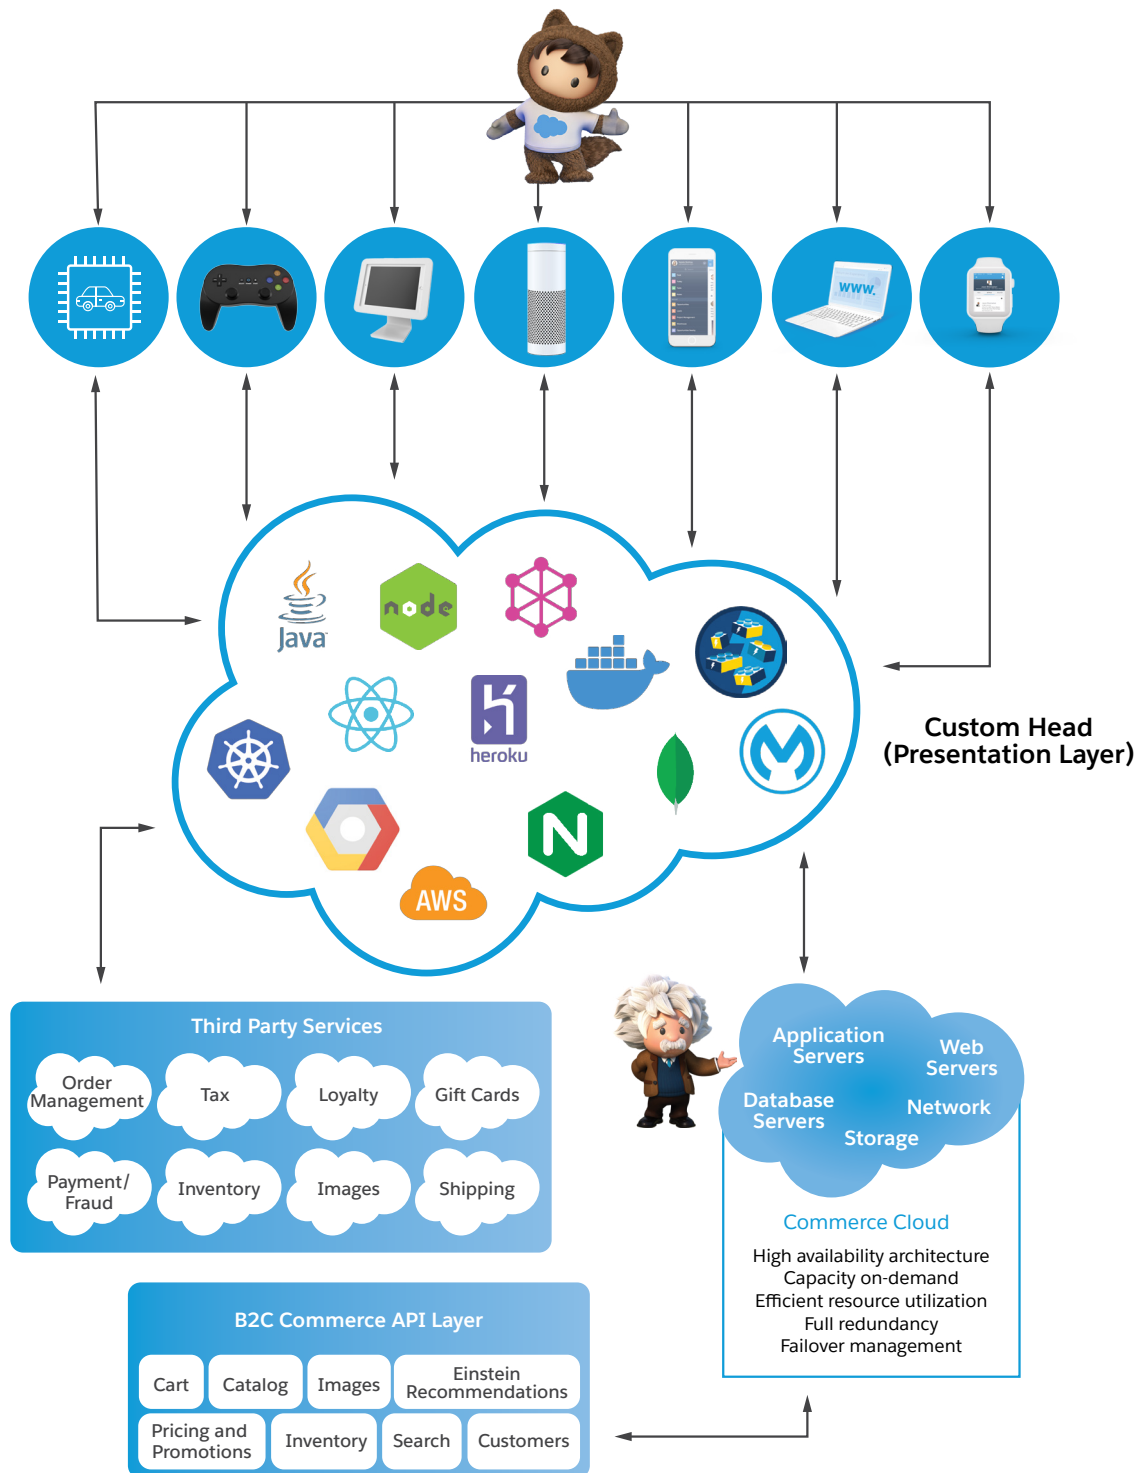 www.
Java
node
heroku
Custom Head
(Presentation Layer)
AWS
Third Party Services
Order
Management
Tax
Loyalty
Gift Cards
Payment/
Fraud
Inventory
Images
Shipping
Application
Servers
Web
Servers
Database
Servers
Network
Storage
Commerce Cloud
High availability architecture
Capacity on-demand
Efficient resource utilization
Full redundancy
Failover management
B2C Commerce API Layer
Cart
Catalog
Images
Einstein
Recommendations
Pricing and
Promotions
Inventory
Search
Customers